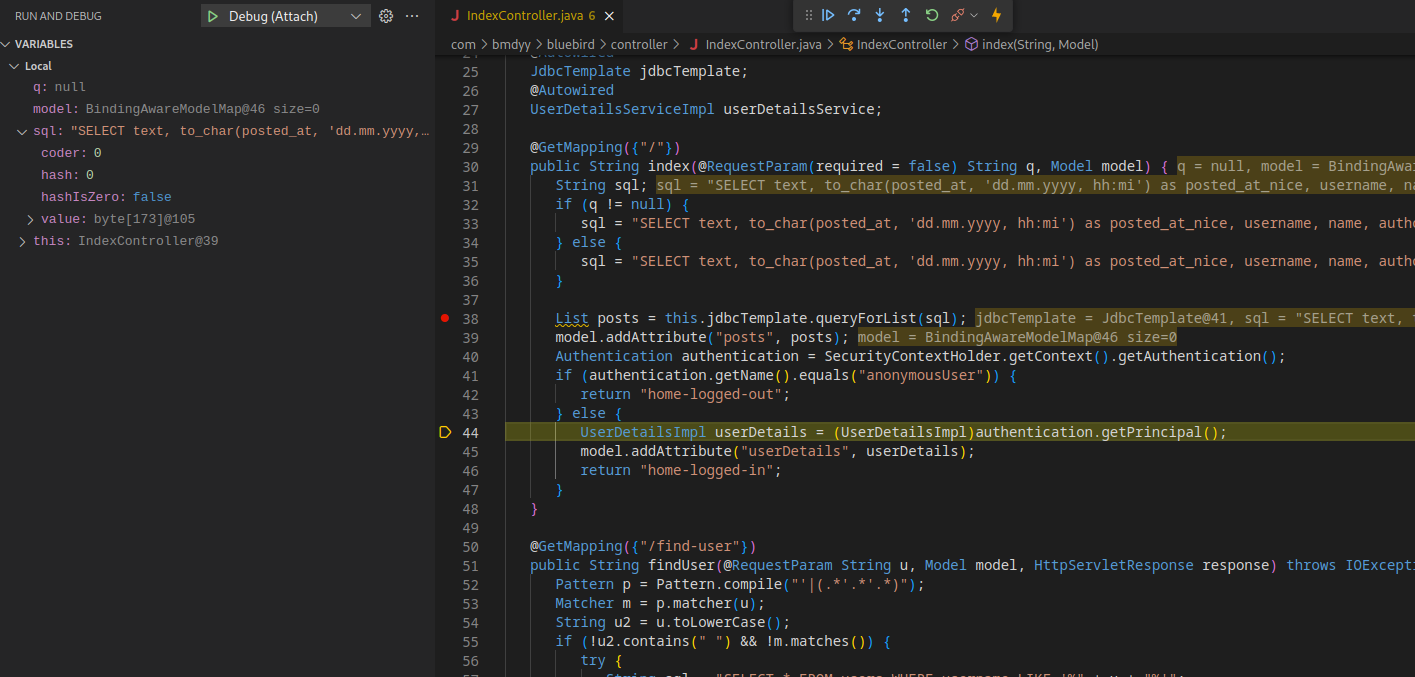 RUN AND DEBUG
Debug (Attach)
VARIABLES
Local
q: null
model: BindingAwareModelMap@46 size=0
sql: "SELECT text, to_char(posted_at, 'dd.mm.yyyy,…
coder: 0
hash: 0
hashIsZero: false
value: byte[173]@105
this: IndexController@39
J IndexController.java 6
com > bmdyy > bluebird > controller > J IndexController.java > IndexController > index(String, Model)
24 @Autowired
25 JdbcTemplate jdbcTemplate;
26 @Autowired
27 UserDetailsServiceImpl userDetailsService;
28
29 @GetMapping({"/"})
30 public String index(@RequestParam(required = false) String q, Model model) { q = null, model = BindingAware
31 String sql; sql = "SELECT text, to_char(posted_at, 'dd.mm.yyyy, hh:mi') as posted_at_nice, username, na
32 if (q != null) {
33 sql = "SELECT text, to_char(posted_at, 'dd.mm.yyyy, hh:mi') as posted_at_nice, username, name, autho
34 } else {
35 sql = "SELECT text, to_char(posted_at, 'dd.mm.yyyy, hh:mi') as posted_at_nice, username, name, autho
36 }
37
38 List posts = this.jdbcTemplate.queryForList(sql); jdbcTemplate = JdbcTemplate@41, sql = "SELECT text, t
39 model.addAttribute("posts", posts); model = BindingAwareModelMap@46 size=0
40 Authentication authentication = SecurityContextHolder.getContext().getAuthentication();
41 if (authentication.getName().equals("anonymousUser")) {
42 return "home-logged-out";
43 } else {
44 UserDetailsImpl userDetails = (UserDetailsImpl)authentication.getPrincipal();
45 model.addAttribute("userDetails", userDetails);
46 return "home-logged-in";
47 }
48 }
49
50 @GetMapping({"/find-user"})
51 public String findUser(@RequestParam String u, Model model, HttpServletResponse response) throws IOExcepti
52 Pattern p = Pattern.compile("'|(.*'.*'.*)");
53 Matcher m = p.matcher(u);
54 String u2 = u.toLowerCase();
55 if (!u2.contains(" ") && !m.matches()) {
56 try {